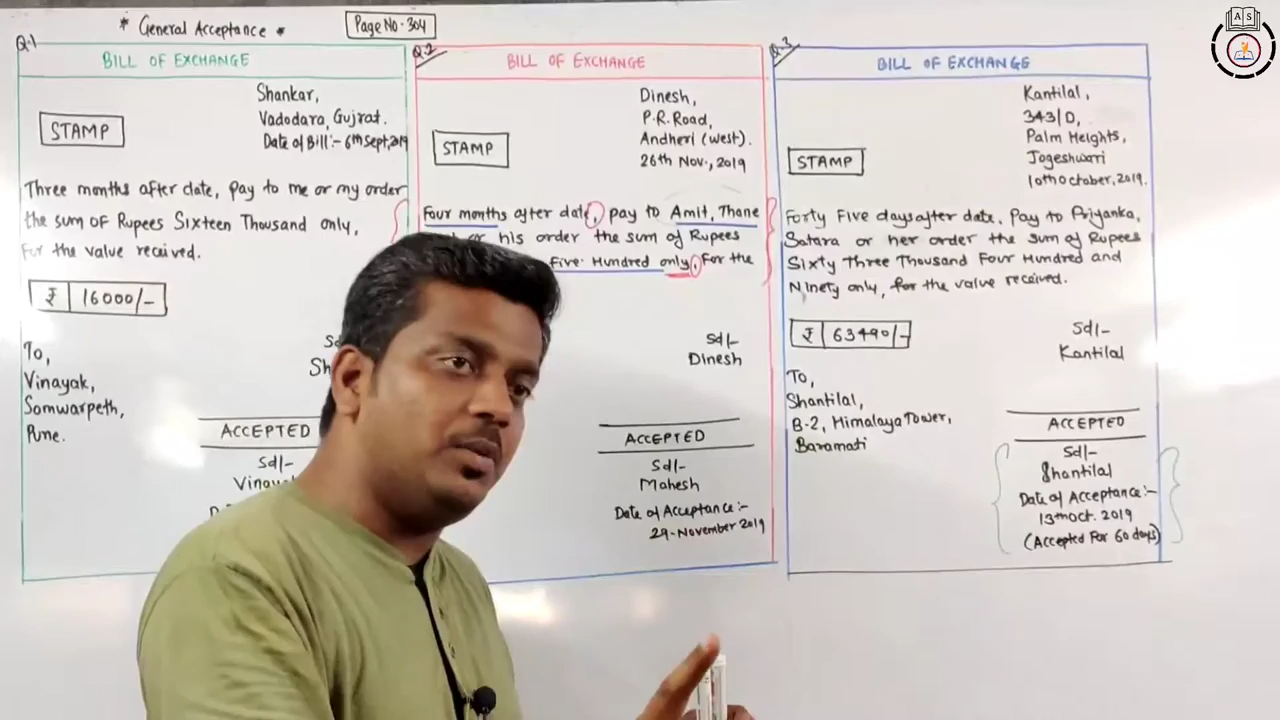 * General Acceptance *
Page No. 304
Q.1
BILL OF EXCHANGE
Shankar,
Vadodara, Gujrat.
Date of Bill:- 6th Sept, 2019
STAMP
Three months after date, pay to me or my order
the sum of Rupees Sixteen Thousand only,
for the value received.
₹ 16000/-
To,
Vinayak,
Somwarpeth,
Pune.
ACCEPTED
Sd/-
Q.2
BILL OF EXCHANGE
Dinesh,
P.R. Road,
Andheri (west).
26th Nov., 2019
STAMP
Four months after date, pay to Amit, Thane
or his order the sum of Rupees
five Hundred only, for the
Sd/-
Dinesh
ACCEPTED
Sd/-
Mahesh
Date of Acceptance:-
29-November 2019
Q.3
BILL OF EXCHANGE
Kantilal,
343/D,
Palm Heights,
Jogeshwari
10th October, 2019.
STAMP
Forty Five days after date, Pay to Priyanka,
Satara or her order the sum of Rupees
Sixty Three Thousand Four Hundred and
Ninety only, for the value received.
₹ 63490/-
Sd/-
Kantilal
To,
Shantilal,
B-2, Himalaya Tower,
Baramati
ACCEPTED
Sd/-
Shantilal
Date of Acceptance:-
13th Oct. 2019
(Accepted For 60 days)
A S